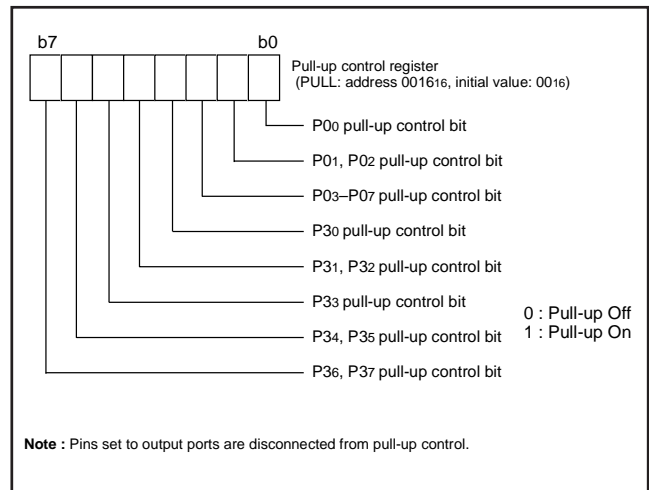 b7 b0
Pull-up control register
(PULL: address 001616, initial value: 0016)
P00 pull-up control bit
P01, P02 pull-up control bit
P03–P07 pull-up control bit
P30 pull-up control bit
P31, P32 pull-up control bit
P33 pull-up control bit
P34, P35 pull-up control bit
P36, P37 pull-up control bit
0 : Pull-up Off
1 : Pull-up On
Note : Pins set to output ports are disconnected from pull-up control.